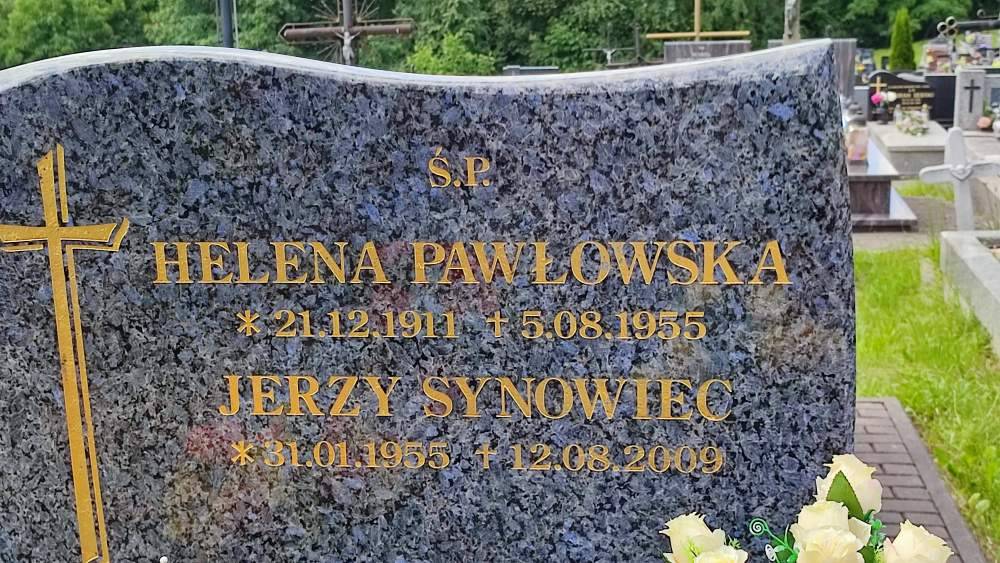 Ś.P.
HELENA PAWŁOWSKA
* 21.12.1911 † 5.08.1955
JERZY SYNOWIEC
* 31.01.1955 † 12.08.2009